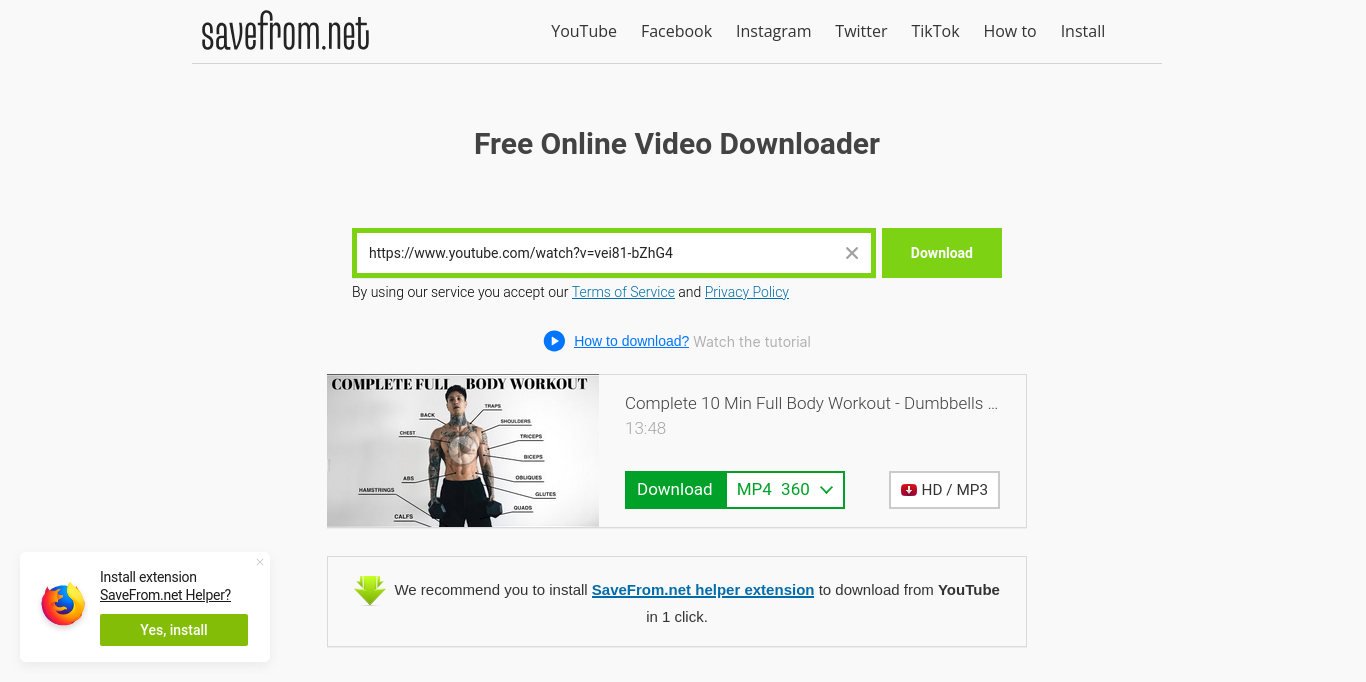 savefrom.net
YouTube Facebook Instagram Twitter TikTok How to Install
Free Online Video Downloader
https://www.youtube.com/watch?v=vei81-bZhG4
Download
By using our service you accept our Terms of Service and Privacy Policy
How to download? Watch the tutorial
COMPLETE FULL BODY WORKOUT
BACK
TRAPS
CHEST
SHOULDERS
TRICEPS
BICEPS
ABS
OBLIQUES
HAMSTRINGS
GLUTES
QUADS
CALFS
Complete 10 Min Full Body Workout - Dumbbells ...
13:48
Download MP4 360
HD / MP3
We recommend you to install SaveFrom.net helper extension to download from YouTube
in 1 click.
Install extension
SaveFrom.net Helper?
Yes, install